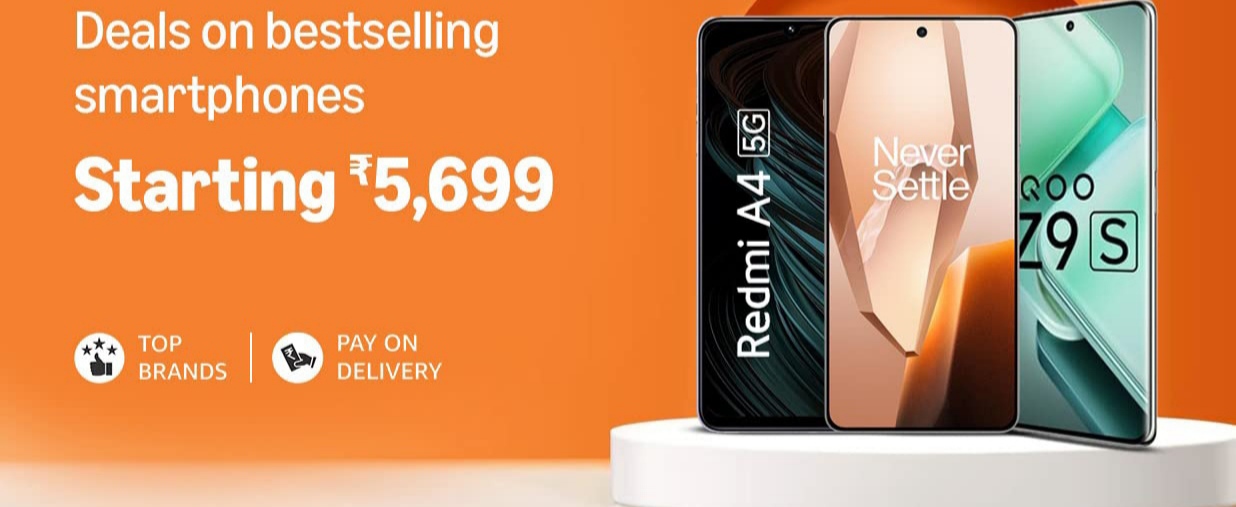 Deals on bestselling
smartphones
Starting ₹5,699
TOP
BRANDS
PAY ON
DELIVERY
Redmi A4 5G
Never
Settle
iQOO
Z9 S